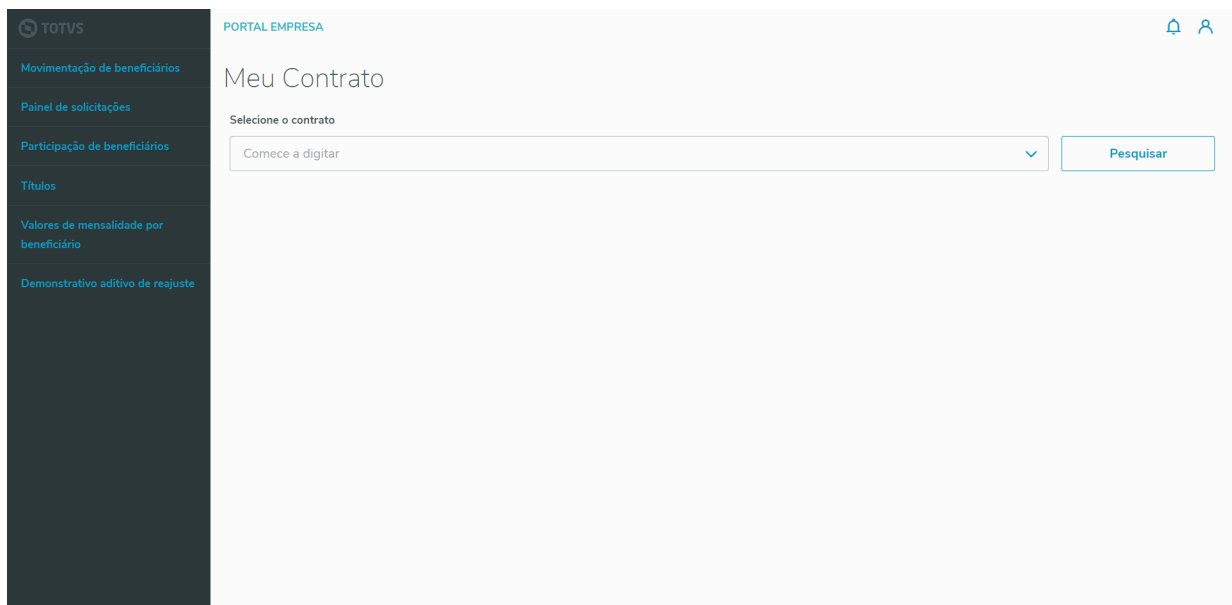 TOTVS
Movimentação de beneficiários
Painel de solicitações
Participação de beneficiários
Títulos
Valores de mensalidade por
beneficiário
Demonstrativo aditivo de reajuste
PORTAL EMPRESA
Meu Contrato
Selecione o contrato
Comece a digitar
Pesquisar